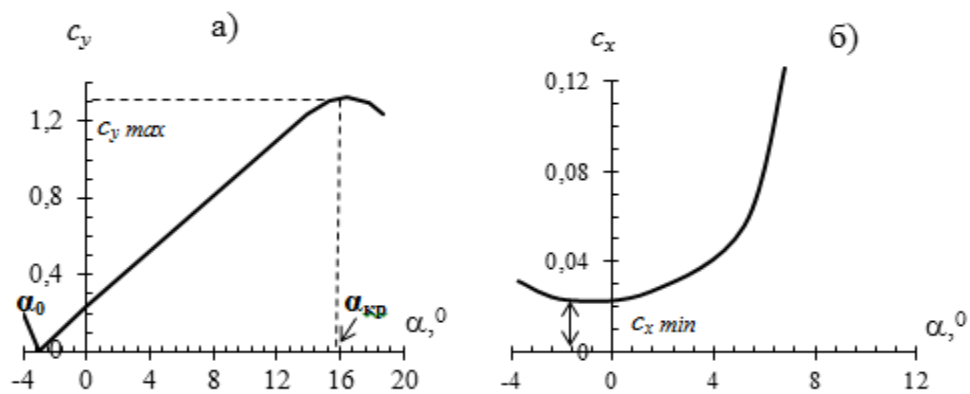 а)
c_y
1,2
0,8
0,4
0
c_y max
α₀
α_кр
α,⁰
-4 0 4 8 12 16 20
б)
c_x
0,12
0,08
0,04
0
c_x min
α,⁰
-4 0 4 8 12